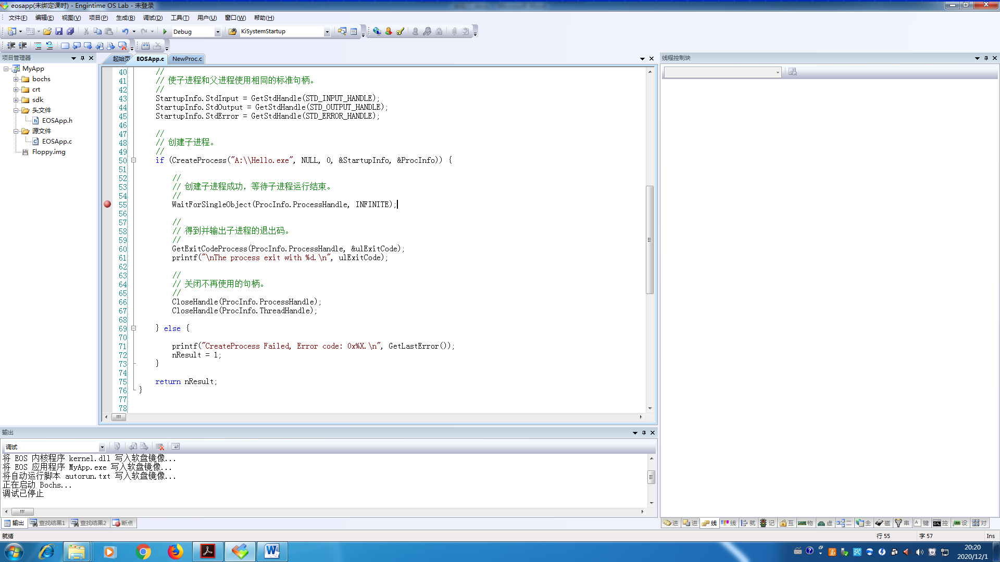 eosapp(未绑定课时) - Engintime OS Lab - 未登录
文件(F) 编辑(E) 视图(V) 项目(P) 生成(B) 调试(D) 工具(T) 用户(U) 窗口(W) 帮助(H)
Debug KiSystemStartup
项目管理器
MyApp
bochs
crt
sdk
头文件
EOSApp.h
源文件
EOSApp.c
Floppy.img
起始页 EOSApp.c NewProc.c
40 //
41 // 使子进程和父进程使用相同的标准句柄。
42 //
43 StartupInfo.StdInput = GetStdHandle(STD_INPUT_HANDLE);
44 StartupInfo.StdOutput = GetStdHandle(STD_OUTPUT_HANDLE);
45 StartupInfo.StdError = GetStdHandle(STD_ERROR_HANDLE);
46
47 //
48 // 创建子进程。
49 //
50 if (CreateProcess("A:\\Hello.exe", NULL, 0, &StartupInfo, &ProcInfo)) {
51
52 //
53 // 创建子进程成功，等待子进程运行结束。
54 //
55 WaitForSingleObject(ProcInfo.ProcessHandle, INFINITE);
56
57 //
58 // 得到并输出子进程的退出码。
59 //
60 GetExitCodeProcess(ProcInfo.ProcessHandle, &ulExitCode);
61 printf("\nThe process exit with %d.\n", ulExitCode);
62
63 //
64 // 关闭不再使用的句柄。
65 //
66 CloseHandle(ProcInfo.ProcessHandle);
67 CloseHandle(ProcInfo.ThreadHandle);
68
69 } else {
70
71 printf("CreateProcess Failed, Error code: 0x%X.\n", GetLastError());
72 nResult = 1;
73 }
74
75 return nResult;
76 }
77
78
线程控制块
输出
调试
将 EOS 内核程序 kernel.dll 写入软盘镜像...
将 EOS 应用程序 MyApp.exe 写入软盘镜像...
将自动运行脚本 autorun.txt 写入软盘镜像...
正在启动 Bochs...
调试已停止
输出 查找结果1 查找结果2 断点
进 进 线 线 就 记 互 物 虚 二 全 磁 串 键 控 设 对
就绪 行 55 字 57 Ins
20:20
2020/12/1